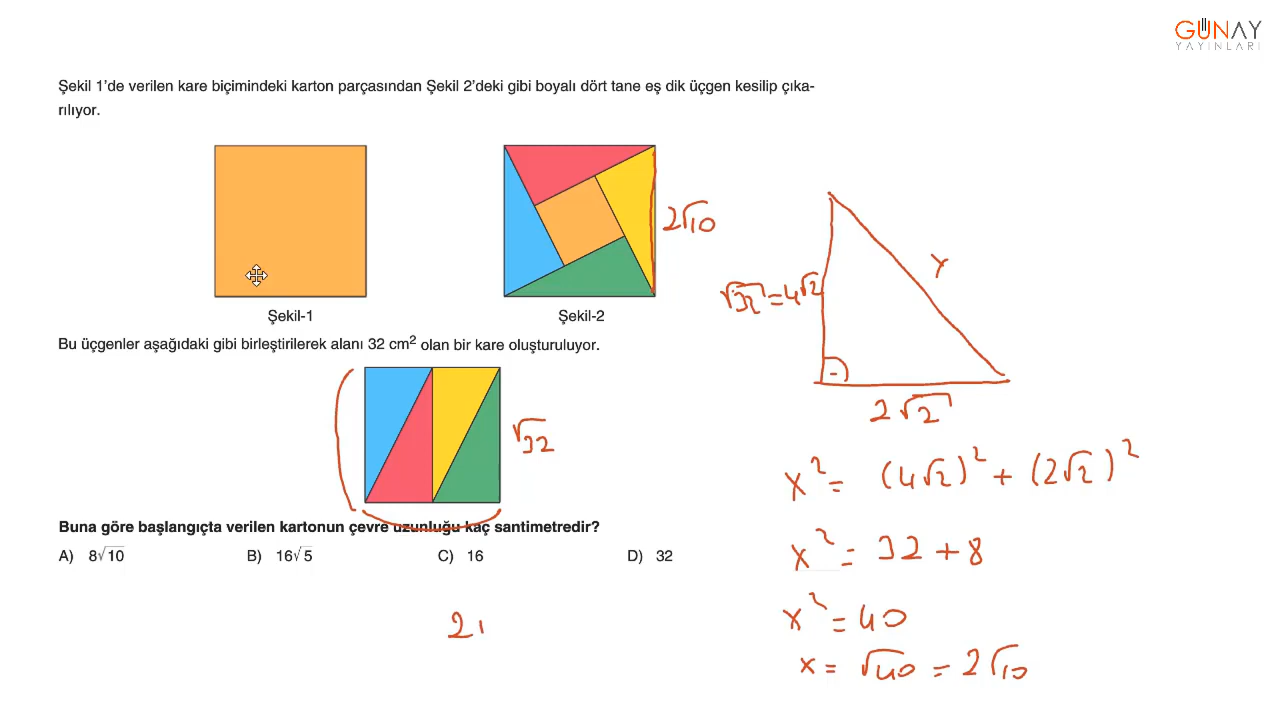 GÜNAY
YAYINLARI
Şekil 1’de verilen kare biçimindeki karton parçasından Şekil 2’deki gibi boyalı dört tane eş dik üçgen kesilip çıka-
rılıyor.
2√10
x
√32 = 4√2
Şekil-1
Şekil-2
Bu üçgenler aşağıdaki gibi birleştirilerek alanı 32 cm² olan bir kare oluşturuluyor.
2√2
√32
x² = (4√2)² + (2√2)²
Buna göre başlangıçta verilen kartonun çevre uzunluğu kaç santimetredir?
A) 8√10 B) 16√5 C) 16 D) 32
x² = 32 + 8
x² = 40
2
x = √40 = 2√10